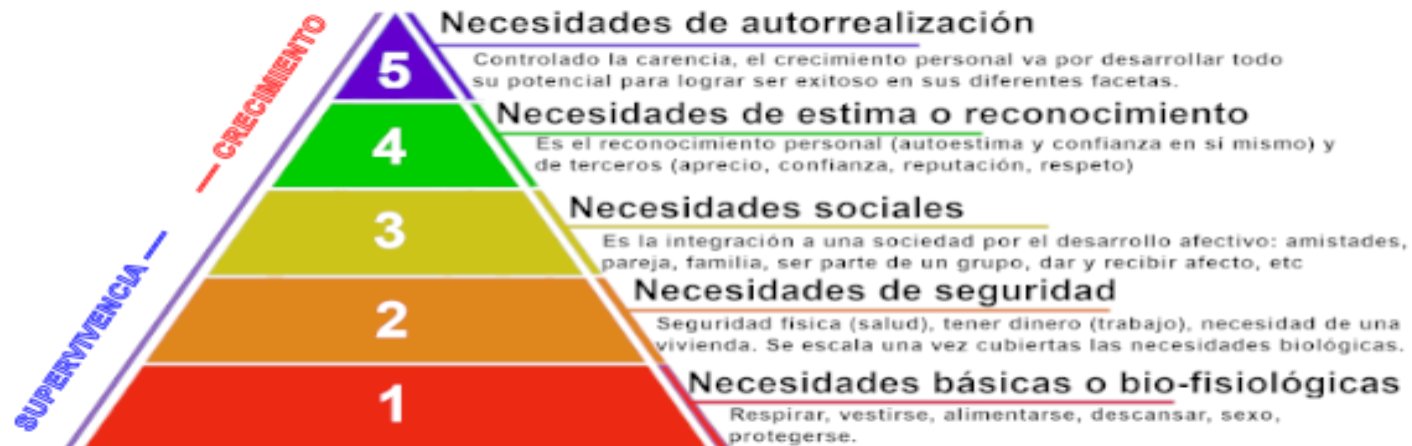 Necesidades de autorrealización
5
Controlado la carencia, el crecimiento personal va por desarrollar todo
su potencial para lograr ser exitoso en sus diferentes facetas.
CRECIMIENTO
Necesidades de estima o reconocimiento
4
Es el reconocimiento personal (autoestima y confianza en sí mismo) y
de terceros (aprecio, confianza, reputación, respeto)
Necesidades sociales
3
Es la integración a una sociedad por el desarrollo afectivo: amistades,
pareja, familia, ser parte de un grupo, dar y recibir afecto, etc
SUPERVIVENCIA
Necesidades de seguridad
2
Seguridad física (salud), tener dinero (trabajo), necesidad de una
vivienda. Se escala una vez cubiertas las necesidades biológicas.
Necesidades básicas o bio-fisiológicas
1
Respirar, vestirse, alimentarse, descansar, sexo,
protegerse.